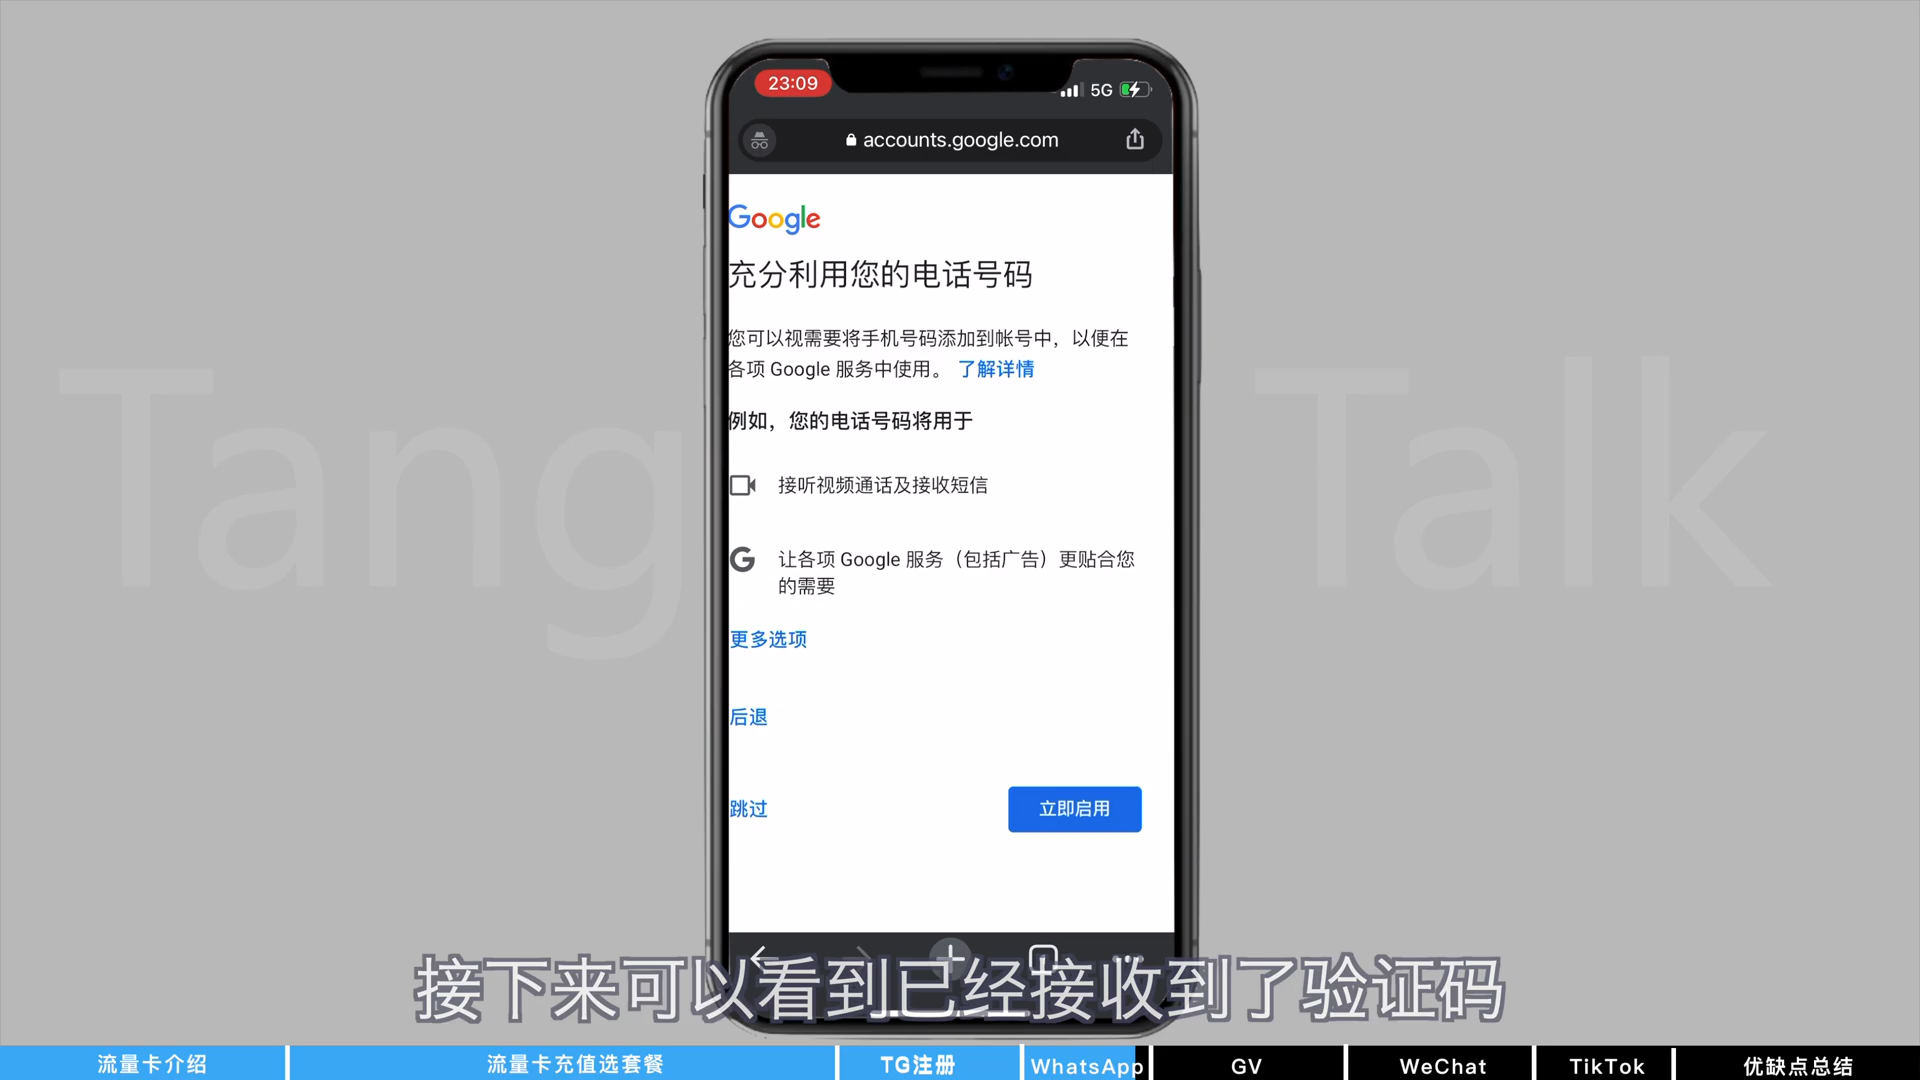 Tang
Talk
23:09
5G
accounts.google.com
Google
充分利用您的电话号码
您可以视需要将手机号码添加到帐号中，以便在
各项 Google 服务中使用。 了解详情
例如，您的电话号码将用于
接听视频通话及接收短信
让各项 Google 服务（包括广告）更贴合您
的需要
更多选项
后退
跳过
立即启用
接下来可以看到已经接收到了验证码
流量卡介绍
流量卡充值选套餐
TG注册
WhatsApp
GV
WeChat
TikTok
优缺点总结